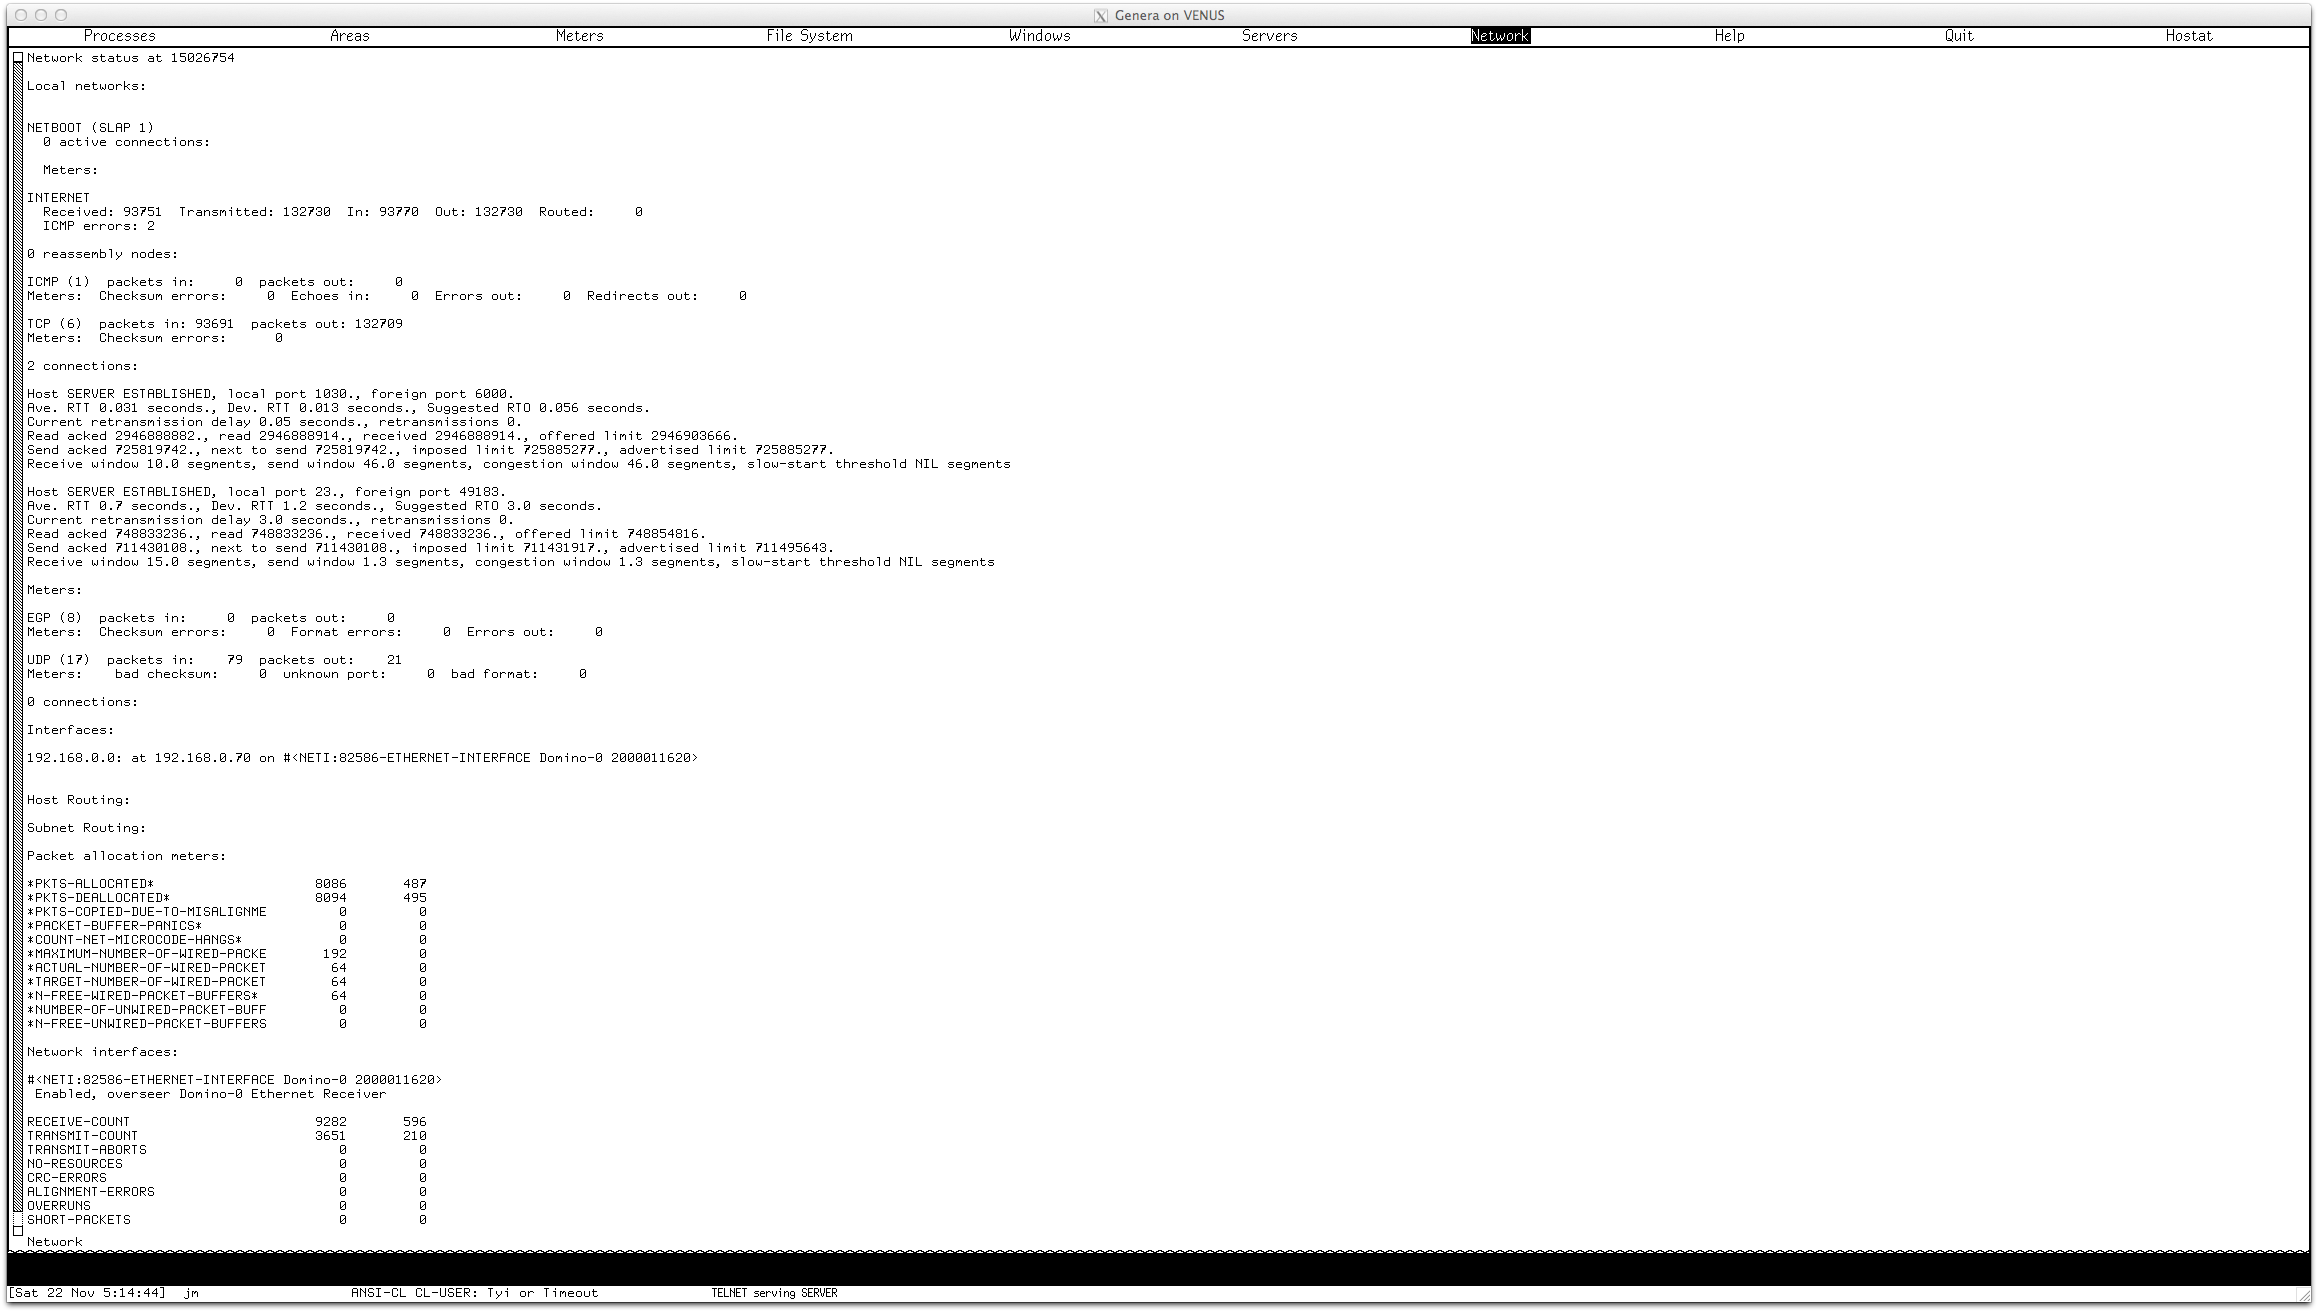 Genera on VENUS
Processes Areas Meters File System Windows Servers Network Help Quit Hostat
Network status at 15026754
Local networks:
NETBOOT (SLAP 1)
0 active connections:
Meters:
INTERNET
Received: 93751 Transmitted: 132730 In: 93770 Out: 132730 Routed: 0
ICMP errors: 2
0 reassembly nodes:
ICMP (1) packets in: 0 packets out: 0
Meters: Checksum errors: 0 Echoes in: 0 Errors out: 0 Redirects out: 0
TCP (6) packets in: 93691 packets out: 132709
Meters: Checksum errors: 0
2 connections:
Host SERVER ESTABLISHED, local port 1030., foreign port 6000.
Ave. RTT 0.031 seconds., Dev. RTT 0.013 seconds., Suggested RTO 0.056 seconds.
Current retransmission delay 0.05 seconds., retransmissions 0.
Read acked 2946888882., read 2946888914., received 2946888914., offered limit 2946903666.
Send acked 725819742., next to send 725819742., imposed limit 725885277., advertised limit 725885277.
Receive window 10.0 segments, send window 46.0 segments, congestion window 46.0 segments, slow-start threshold NIL segments
Host SERVER ESTABLISHED, local port 23., foreign port 49183.
Ave. RTT 0.7 seconds., Dev. RTT 1.2 seconds., Suggested RTO 3.0 seconds.
Current retransmission delay 3.0 seconds., retransmissions 0.
Read acked 748833236., read 748833236., received 748833236., offered limit 748854816.
Send acked 711430108., next to send 711430108., imposed limit 711431917., advertised limit 711495643.
Receive window 15.0 segments, send window 1.3 segments, congestion window 1.3 segments, slow-start threshold NIL segments
Meters:
EGP (8) packets in: 0 packets out: 0
Meters: Checksum errors: 0 Format errors: 0 Errors out: 0
UDP (17) packets in: 79 packets out: 21
Meters: bad checksum: 0 unknown port: 0 bad format: 0
0 connections:
Interfaces:
192.168.0.0: at 192.168.0.70 on #<NETI:82586-ETHERNET-INTERFACE Domino-0 2000011620>
Host Routing:
Subnet Routing:
Packet allocation meters:
*PKTS-ALLOCATED* 8086 487
*PKTS-DEALLOCATED* 8094 495
*PKTS-COPIED-DUE-TO-MISALIGNME 0 0
*PACKET-BUFFER-PANICS* 0 0
*COUNT-NET-MICROCODE-HANGS* 0 0
*MAXIMUM-NUMBER-OF-WIRED-PACKE 192 0
*ACTUAL-NUMBER-OF-WIRED-PACKET 64 0
*TARGET-NUMBER-OF-WIRED-PACKET 64 0
*N-FREE-WIRED-PACKET-BUFFERS* 64 0
*NUMBER-OF-UNWIRED-PACKET-BUFF 0 0
*N-FREE-UNWIRED-PACKET-BUFFERS 0 0
Network interfaces:
#<NETI:82586-ETHERNET-INTERFACE Domino-0 2000011620>
Enabled, overseer Domino-0 Ethernet Receiver
RECEIVE-COUNT 9282 596
TRANSMIT-COUNT 3651 210
TRANSMIT-ABORTS 0 0
NO-RESOURCES 0 0
CRC-ERRORS 0 0
ALIGNMENT-ERRORS 0 0
OVERRUNS 0 0
SHORT-PACKETS 0 0
Network
[Sat 22 Nov 5:14:44] jm ANSI-CL CL-USER: Tyi or Timeout TELNET serving SERVER